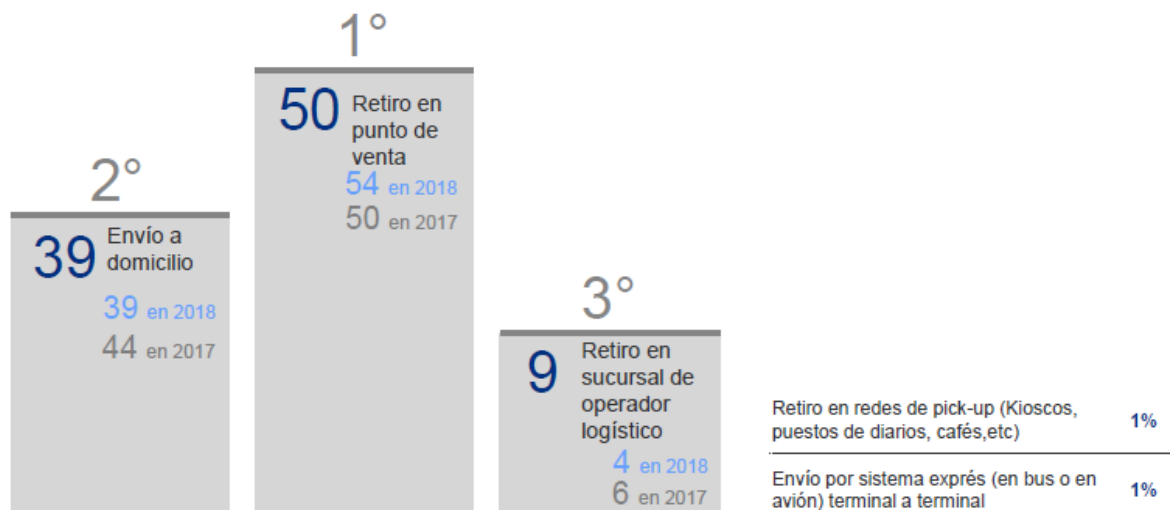 2°
39 Envío a
domicilio
39 en 2018
44 en 2017
1°
50 Retiro en
punto de
venta
54 en 2018
50 en 2017
3°
9 Retiro en
sucursal de
operador
logístico
4 en 2018
6 en 2017
Retiro en redes de pick-up (Kioscos,
puestos de diarios, cafés,etc) 1%
Envío por sistema exprés (en bus o en
avión) terminal a terminal 1%